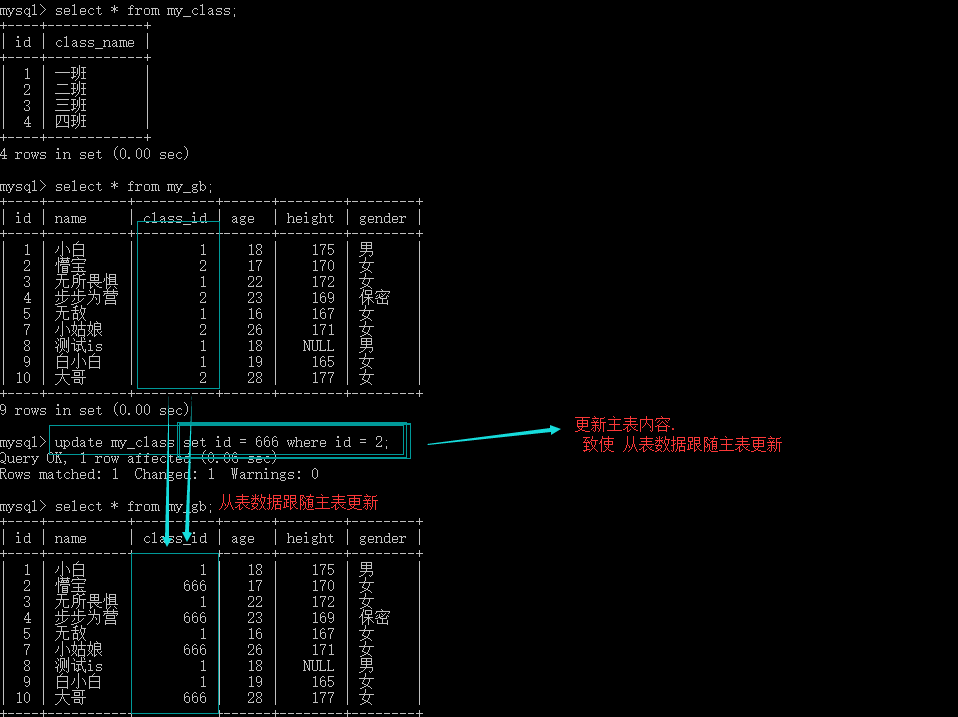 mysql> select * from my_class;
+----+------------+
| id | class_name |
+----+------------+
|  1 | 一班       |
|  2 | 二班       |
|  3 | 三班       |
|  4 | 四班       |
+----+------------+
4 rows in set (0.00 sec)
mysql> select * from my_gb;
+----+----------+----------+------+--------+--------+
| id | name     | class_id | age  | height | gender |
+----+----------+----------+------+--------+--------+
|  1 | 小白     |        1 |   18 |    175 | 男     |
|  2 | 懵宝     |        2 |   17 |    170 | 女     |
|  3 | 无所畏惧 |        1 |   22 |    172 | 女     |
|  4 | 步步为营 |        2 |   23 |    169 | 保密   |
|  5 | 无敌     |        1 |   16 |    167 | 女     |
|  7 | 小姑娘   |        2 |   26 |    171 | 女     |
|  8 | 测试is   |        1 |   18 |   NULL | 男     |
|  9 | 白小白   |        1 |   19 |    165 | 女     |
| 10 | 大哥     |        2 |   28 |    177 | 女     |
+----+----------+----------+------+--------+--------+
9 rows in set (0.00 sec)
更新主表内容.
mysql> update my_class set id = 666 where id = 2;
致使 从表数据跟随主表更新
Query OK, 1 row affected (0.06 sec)
Rows matched: 1  Changed: 1  Warnings: 0
mysql> select * from my_gb; 从表数据跟随主表更新
+----+----------+----------+------+--------+--------+
| id | name     | class_id | age  | height | gender |
+----+----------+----------+------+--------+--------+
|  1 | 小白     |        1 |   18 |    175 | 男     |
|  2 | 懵宝     |      666 |   17 |    170 | 女     |
|  3 | 无所畏惧 |        1 |   22 |    172 | 女     |
|  4 | 步步为营 |      666 |   23 |    169 | 保密   |
|  5 | 无敌     |        1 |   16 |    167 | 女     |
|  7 | 小姑娘   |      666 |   26 |    171 | 女     |
|  8 | 测试is   |        1 |   18 |   NULL | 男     |
|  9 | 白小白   |        1 |   19 |    165 | 女     |
| 10 | 大哥     |      666 |   28 |    177 | 女     |
+----+----------+----------+------+--------+--------+